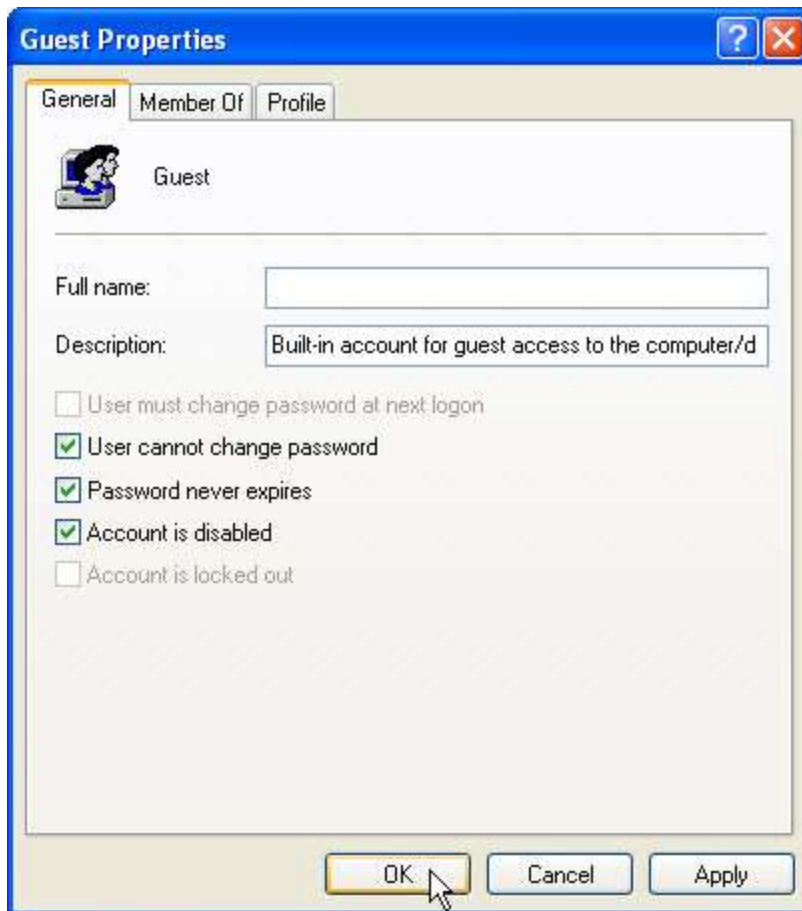 Guest Properties
General Member Of Profile
Guest
Full name:
Description: Built-in account for guest access to the computer/d
User must change password at next logon
User cannot change password
Password never expires
Account is disabled
Account is locked out
OK Cancel Apply